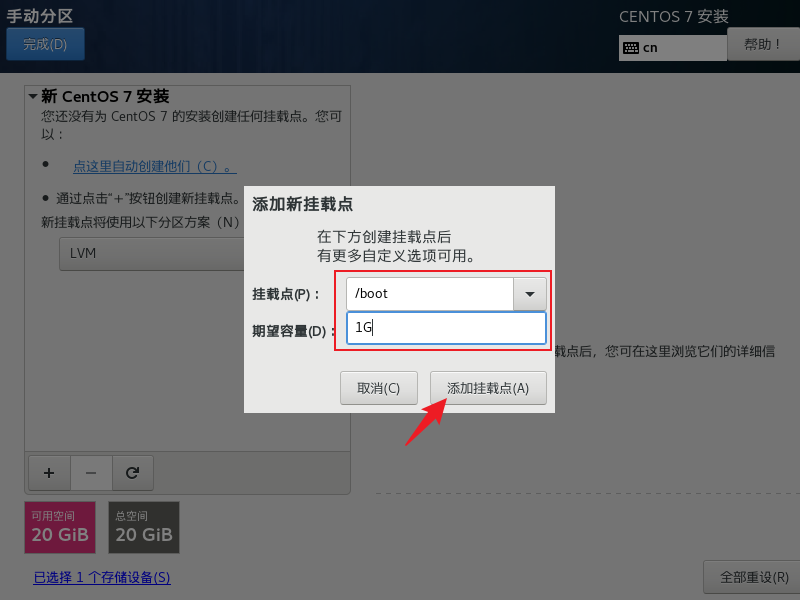 手动分区
CENTOS 7 安装
完成(D)
cn
帮助！
新 CentOS 7 安装
您还没有为 CentOS 7 的安装创建任何挂载点。您可
以：
点这里自动创建他们（C）。
通过点击“+”按钮创建新挂载点。
新挂载点将使用以下分区方案（N）
LVM
添加新挂载点
在下方创建挂载点后
有更多自定义选项可用。
挂载点(P)：
/boot
期望容量(D)：
1G
取消(C)
添加挂载点(A)
载点后，您可在这里浏览它们的详细信
可用空间
20 GiB
总空间
20 GiB
已选择 1 个存储设备(S)
全部重设(R)